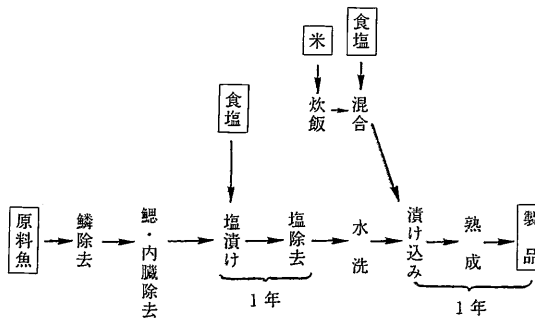 米
食塩
炊飯
混合
食塩
原料魚
鱗除去
鰓・内臓除去
塩漬け
塩除去
水洗
漬け込み
熟成
製品
1年
1年